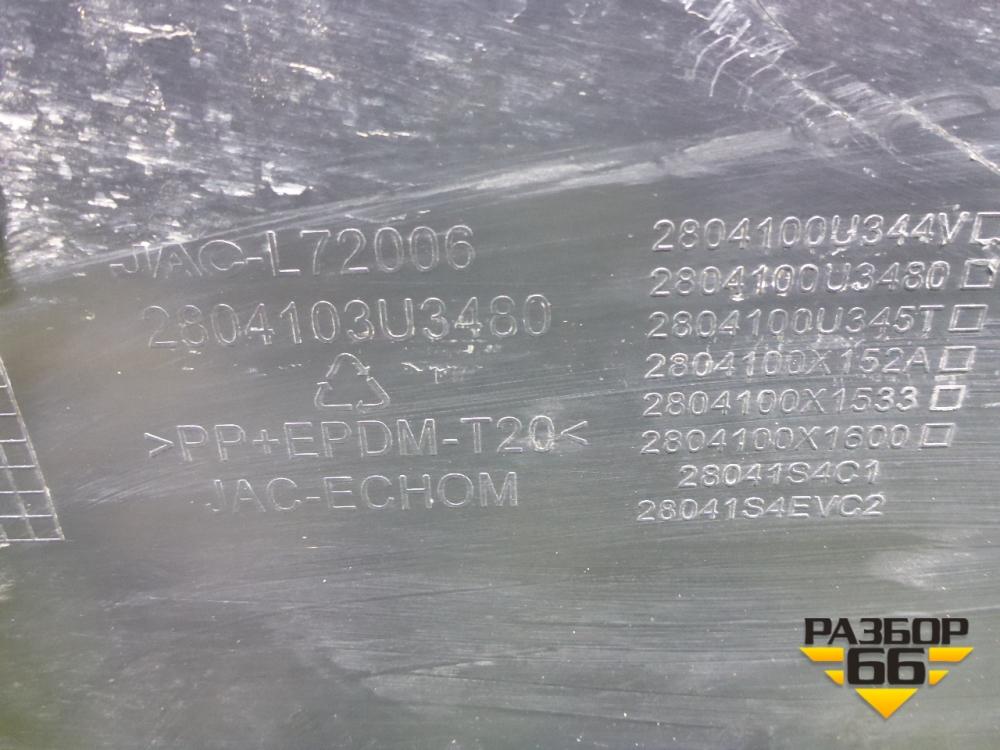 JAC-L72006
2804103U3480
>PP+EPDM-T20<
JAC-ECHOM
2804100U344V
2804100U3480
2804100U345T
2804100X152A
2804100X1533
2804100X1600
28041S4C1
28041S4EVC2
РАЗБОР
66